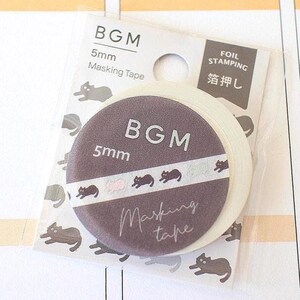 BGM
5mm
Masking Tape
FOIL
STAMPING
箔押し
BGM
5mm
Masking
tape